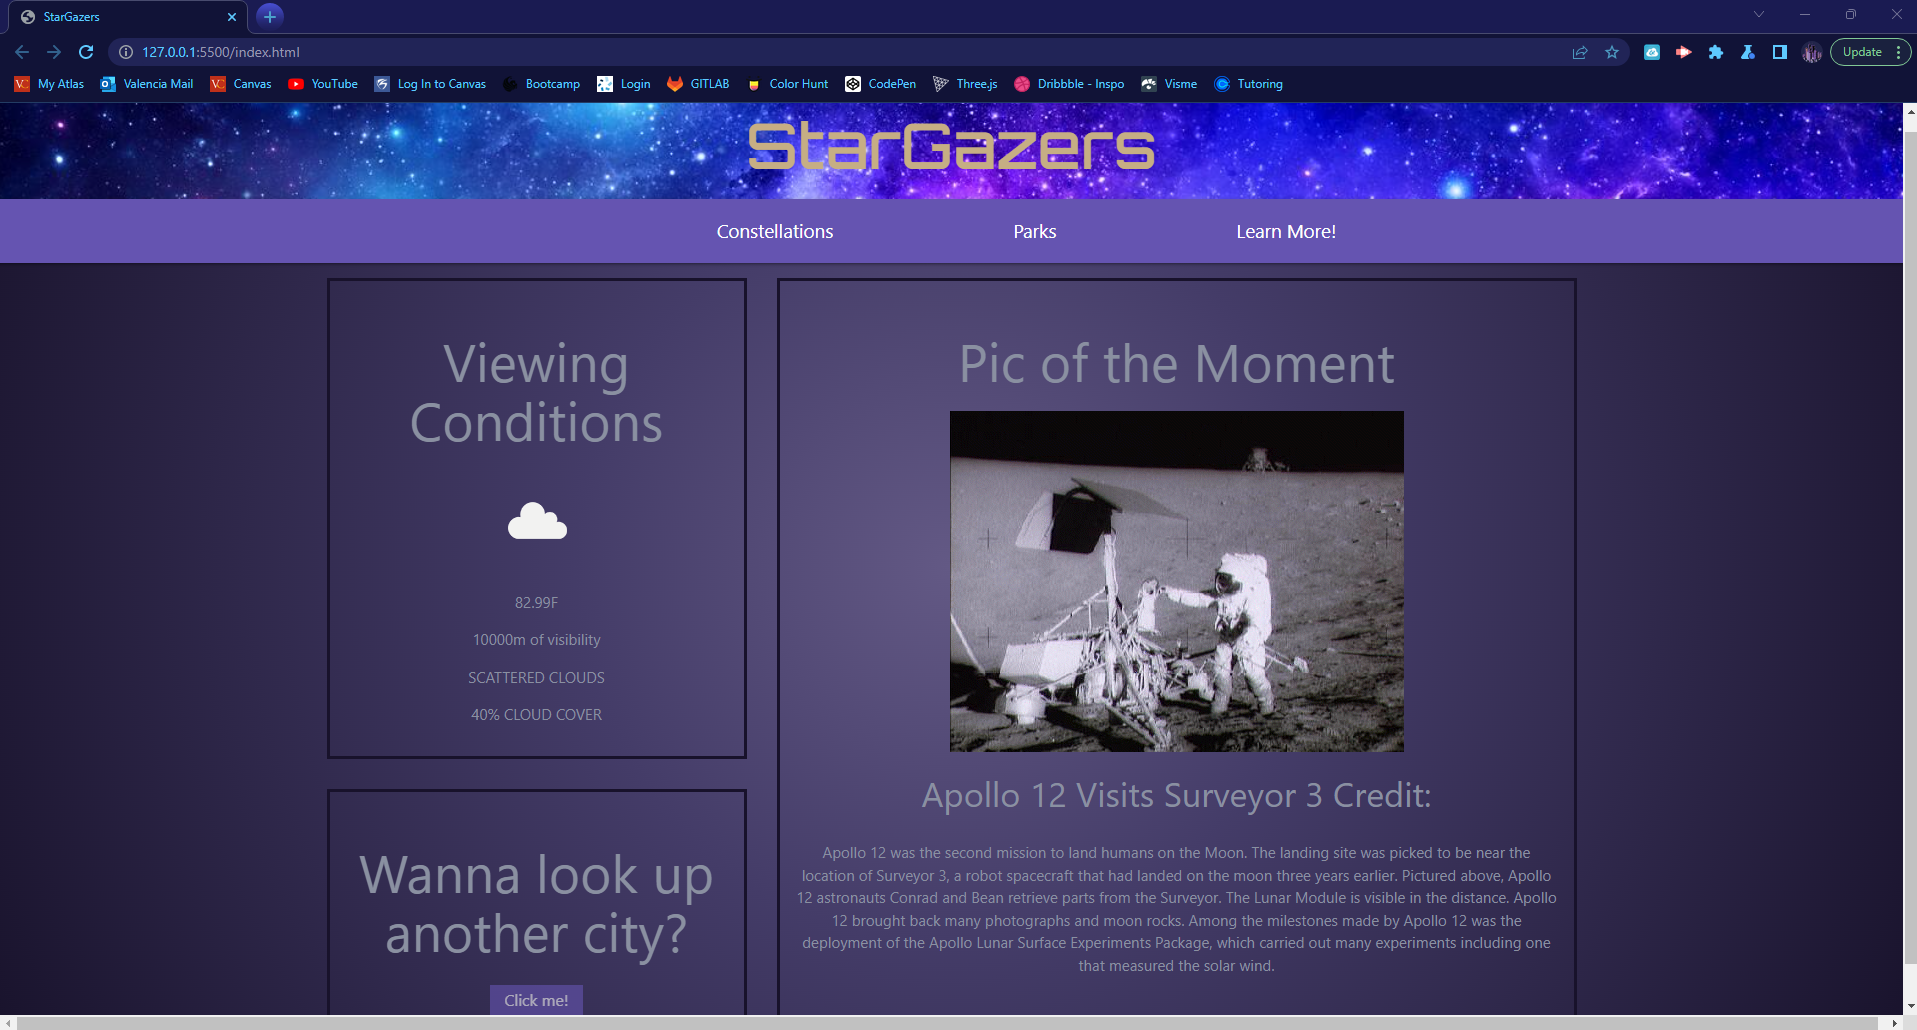 StarGazers
127.0.0.1:5500/index.html
Update
My Atlas
Valencia Mail
Canvas
YouTube
Log In to Canvas
Bootcamp
Login
GITLAB
Color Hunt
CodePen
Three.js
Dribbble - Inspo
Visme
Tutoring
StarGazers
Constellations
Parks
Learn More!
Viewing
Conditions
82.99F
10000m of visibility
SCATTERED CLOUDS
40% CLOUD COVER
Wanna look up
another city?
Click me!
Pic of the Moment
Apollo 12 Visits Surveyor 3 Credit:
Apollo 12 was the second mission to land humans on the Moon. The landing site was picked to be near the
location of Surveyor 3, a robot spacecraft that had landed on the moon three years earlier. Pictured above, Apollo
12 astronauts Conrad and Bean retrieve parts from the Surveyor. The Lunar Module is visible in the distance. Apollo
12 brought back many photographs and moon rocks. Among the milestones made by Apollo 12 was the
deployment of the Apollo Lunar Surface Experiments Package, which carried out many experiments including one
that measured the solar wind.